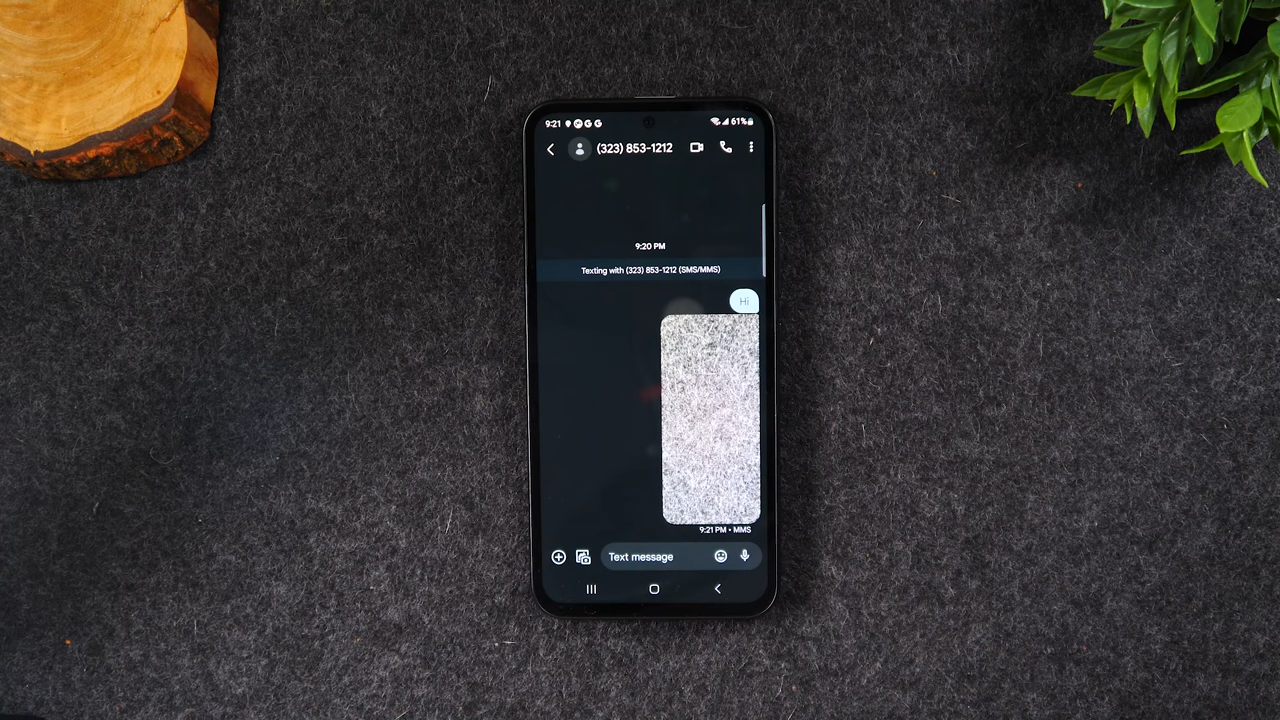 9:21 61%
(323) 853-1212
9:20 PM
Texting with (323) 853-1212 (SMS/MMS)
Hi
9:21 PM • MMS
Text message